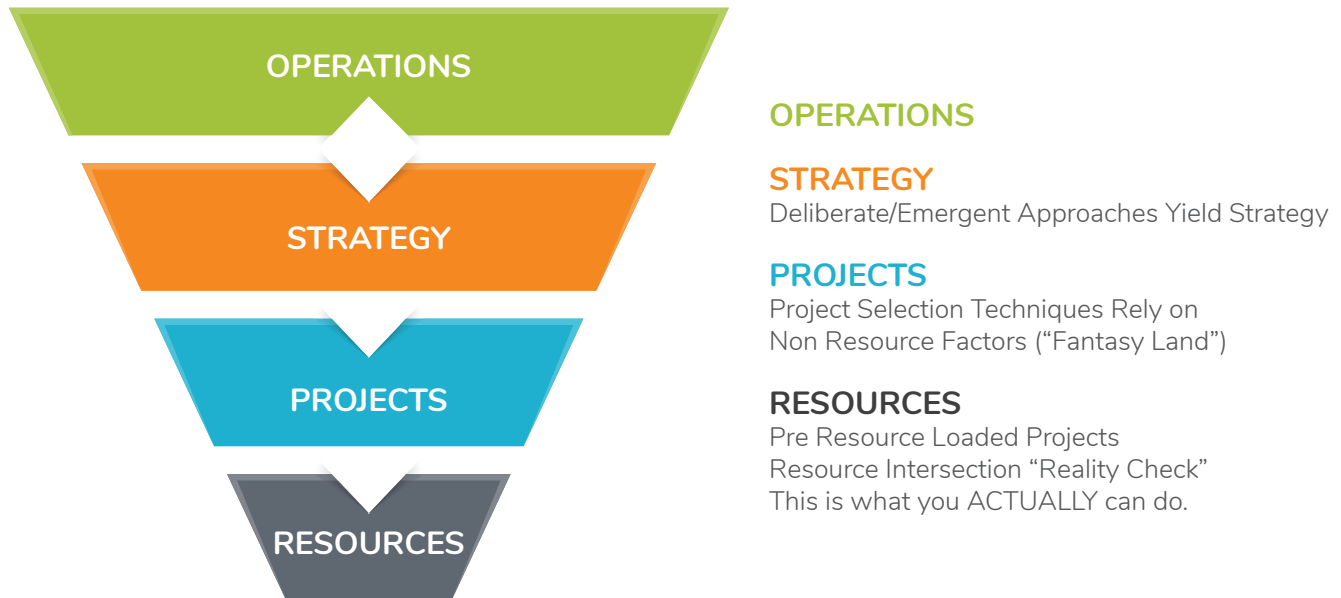 OPERATIONS
STRATEGY
PROJECTS
RESOURCES
OPERATIONS
STRATEGY
Deliberate/Emergent Approaches Yield Strategy
PROJECTS
Project Selection Techniques Rely on
Non Resource Factors (“Fantasy Land”)
RESOURCES
Pre Resource Loaded Projects
Resource Intersection “Reality Check”
This is what you ACTUALLY can do.